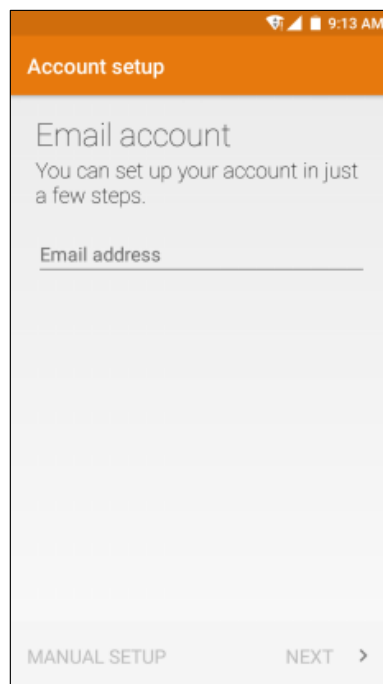 9:13 AM
Account setup
Email account
You can set up your account in just
a few steps.
Email address
MANUAL SETUP NEXT >